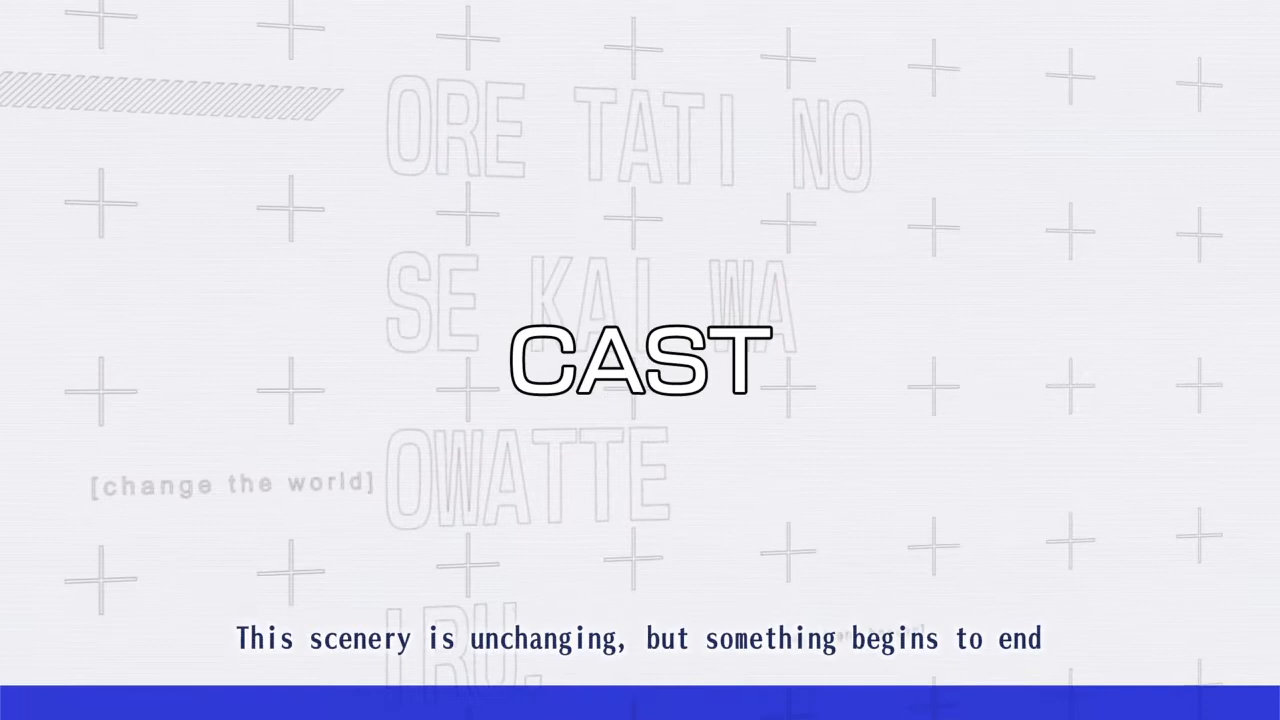 ORE TATI NO
SE KAI WA
CAST
OWATTE
[change the world]
I.RU.
This scenery is unchanging, but something begins to end